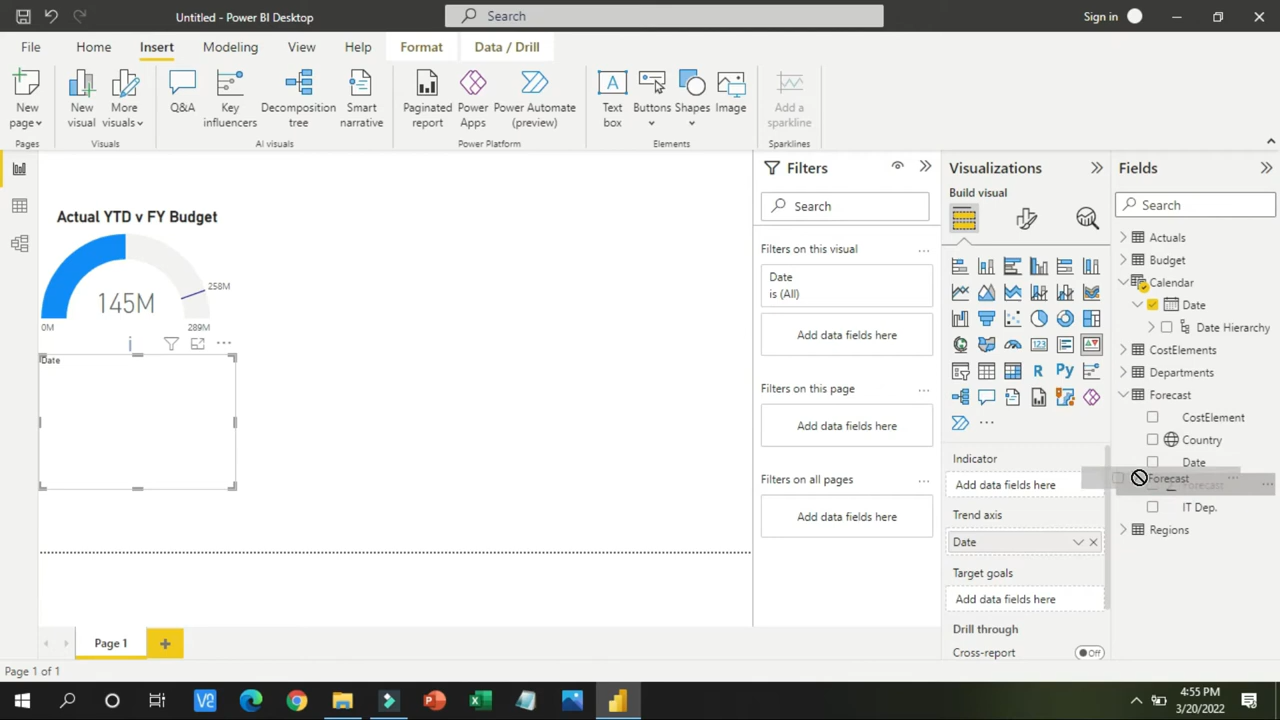 Untitled - Power BI Desktop
Search
Sign in
File
Home
Insert
Modeling
View
Help
Format
Data / Drill
New page
New visual
More visuals
Q&A
Key influencers
Decomposition tree
Smart narrative
Paginated report
Power Apps
Power Automate (preview)
Text box
Buttons
Shapes
Image
Add a sparkline
Pages
Visuals
AI visuals
Power Platform
Elements
Sparklines
Actual YTD v FY Budget
258M
145M
0M
289M
Date
Filters
Search
Filters on this visual
Date
is (All)
Add data fields here
Filters on this page
Add data fields here
Filters on all pages
Add data fields here
Visualizations
Build visual
123
R
Py
Indicator
Add data fields here
Trend axis
Date
Target goals
Add data fields here
Drill through
Cross-report
Off
Fields
Search
Actuals
Budget
Calendar
Date
Date Hierarchy
CostElements
Departments
Forecast
CostElement
Country
Date
Forecast
Forecast
IT Dep.
Regions
Page 1
Page 1 of 1
4:55 PM
3/20/2022